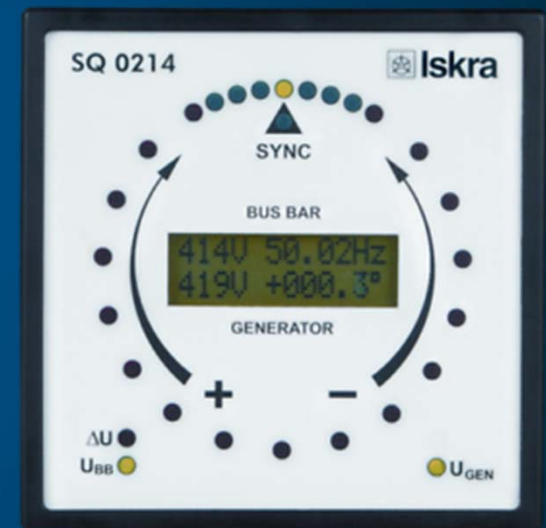 SQ 0214
Iskra
SYNC
BUS BAR
414V 50.02Hz
419V +000.3°
GENERATOR
+ −
ΔU
UBB
UGEN